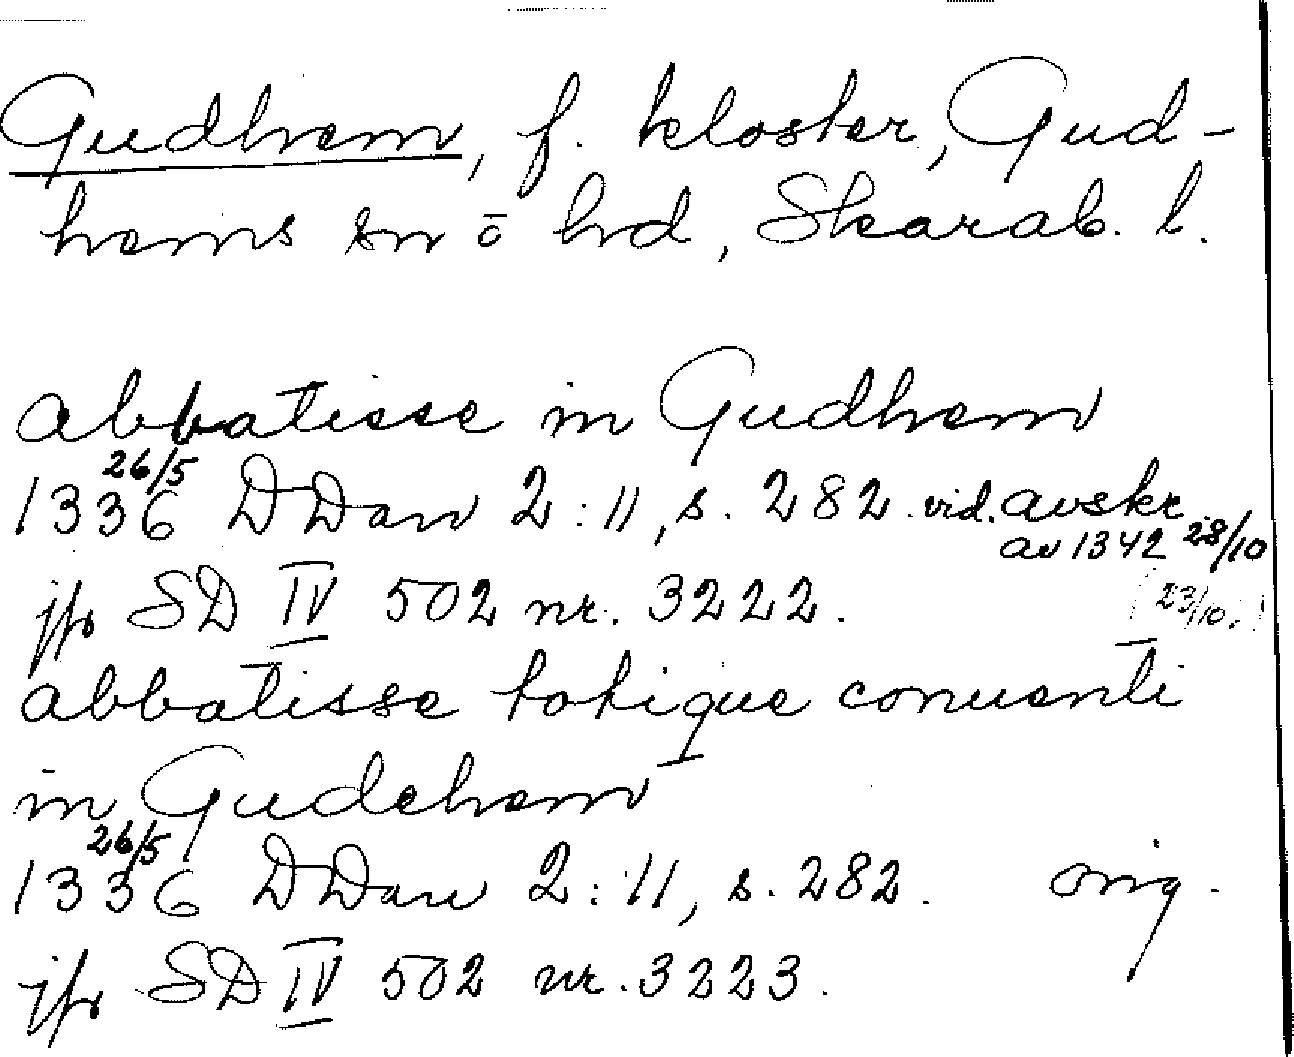 Gudhem, f. kloster, Gud-
hems sn o hd, Skarab. l.
abbatisse in Gudhem
1336 26/5 DDan 2:11, s. 282. vid. avskr.
av 1342 28/10
jfr SD IV 502 nr. 3222. (23/10.)
abbatisse totique conuenti
in Gudehem
1336 26/5 DDan 2:11, s. 282. orig.
jfr SD IV 502 nr. 3223.